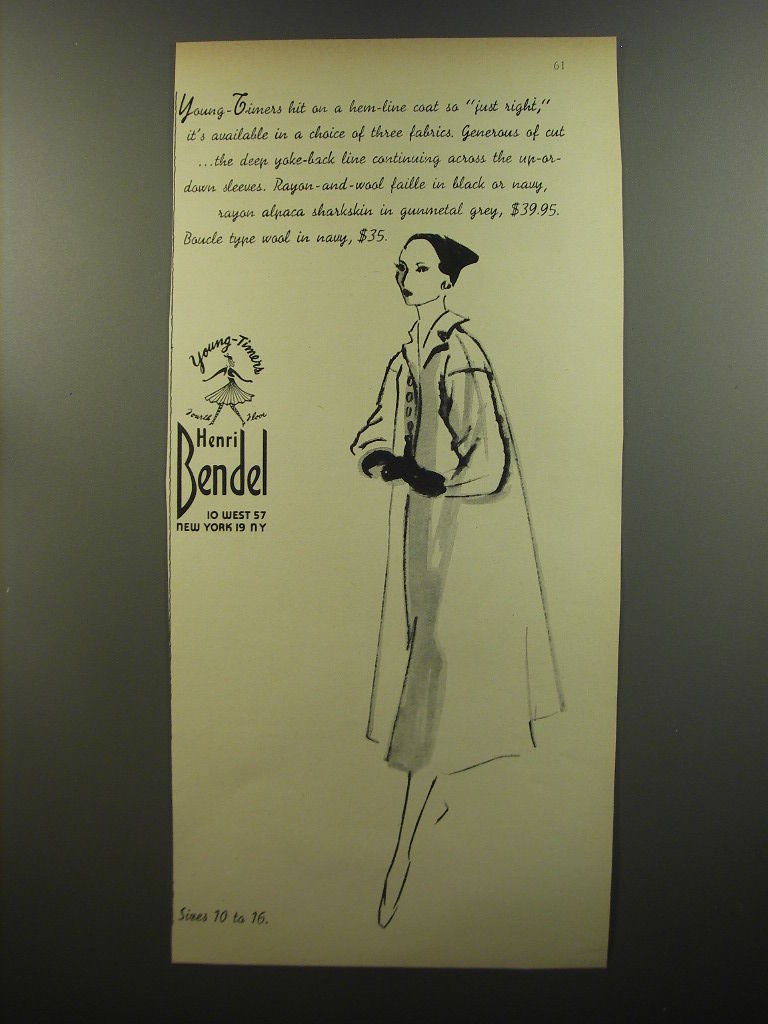 61
Young-Timers hit on a hem-line coat so "just right,"
it's available in a choice of three fabrics. Generous of cut
...the deep yoke-back line continuing across the up-or-
down sleeves. Rayon-and-wool faille in black or navy,
rayon alpaca sharkskin in gunmetal grey, $39.95.
Boucle type wool in navy, $35.
Young-Timers
Fourth Floor
Henri
Bendel
10 WEST 57
NEW YORK 19 NY
Sizes 10 to 16.